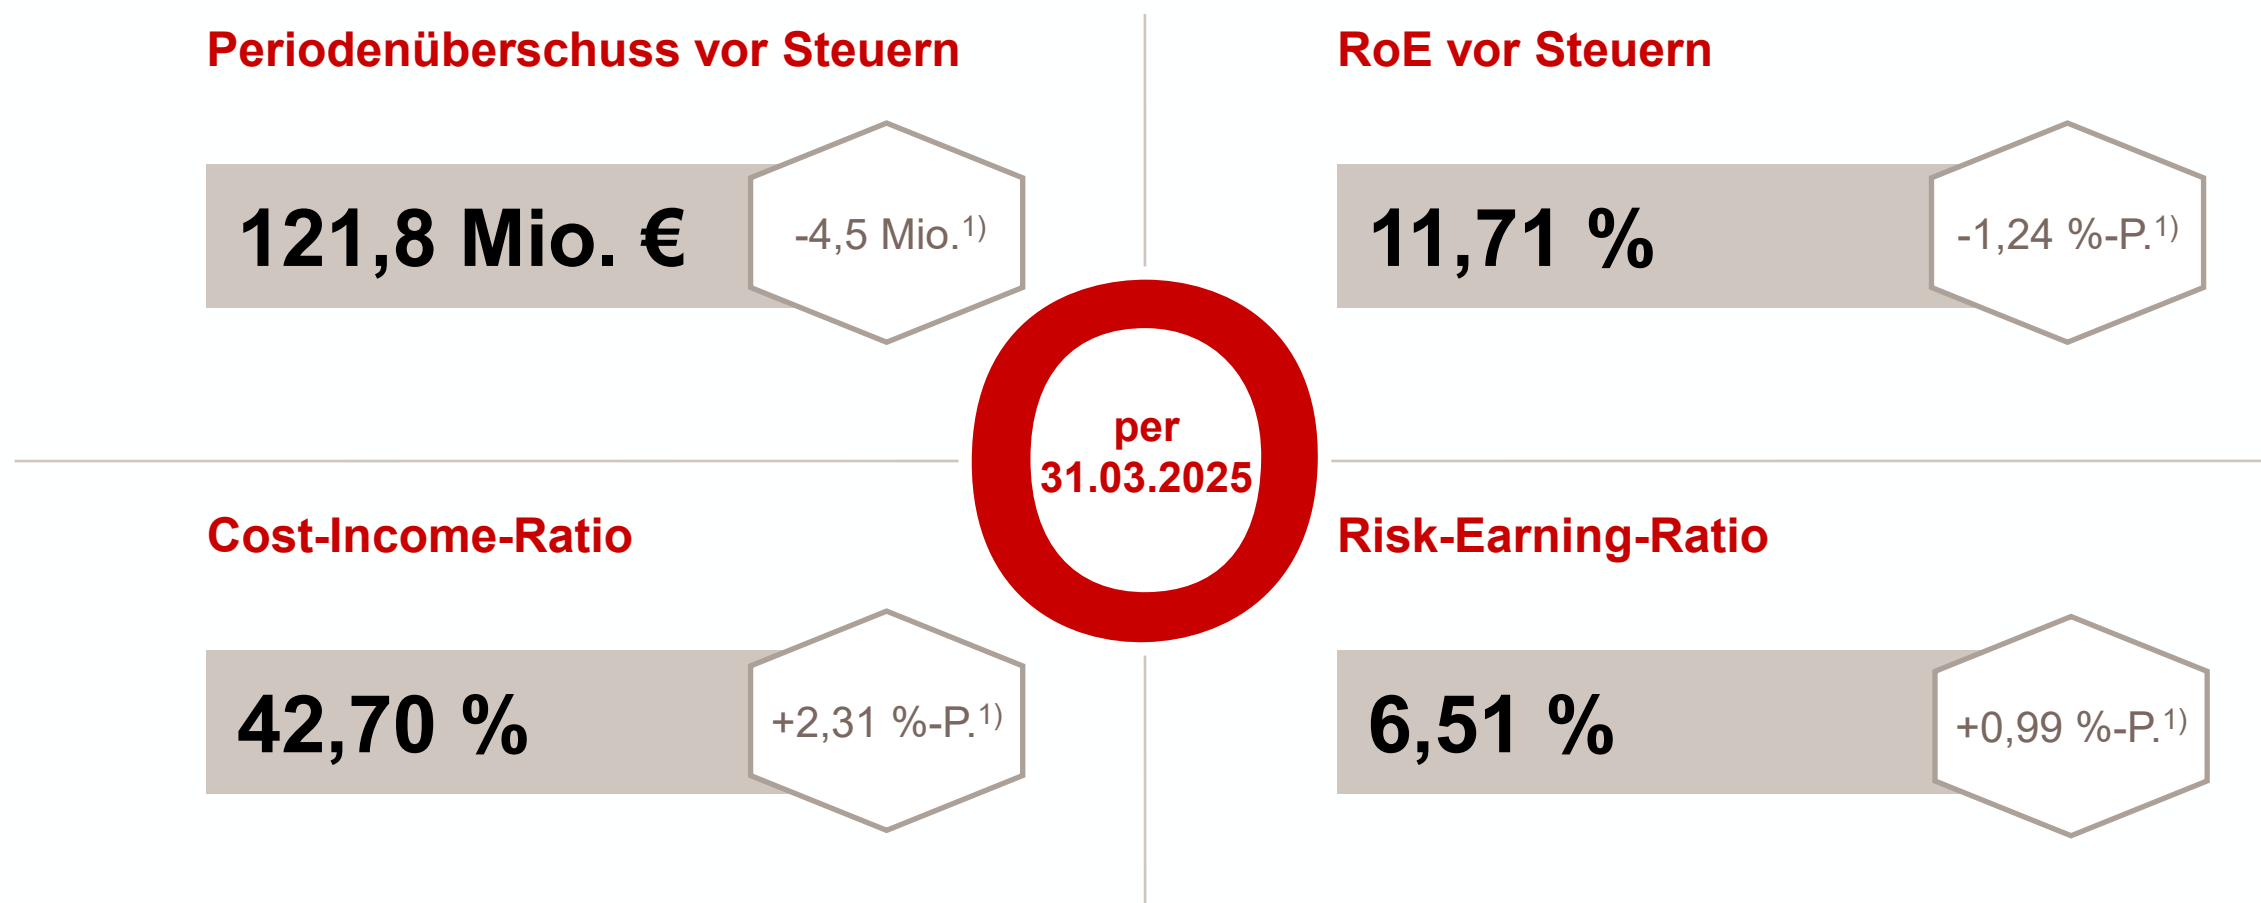 Periodenüberschuss vor Steuern
121,8 Mio. €
-4,5 Mio.1)
RoE vor Steuern
11,71 %
-1,24 %-P.1)
per
31.03.2025
Cost-Income-Ratio
42,70 %
+2,31 %-P.1)
Risk-Earning-Ratio
6,51 %
+0,99 %-P.1)